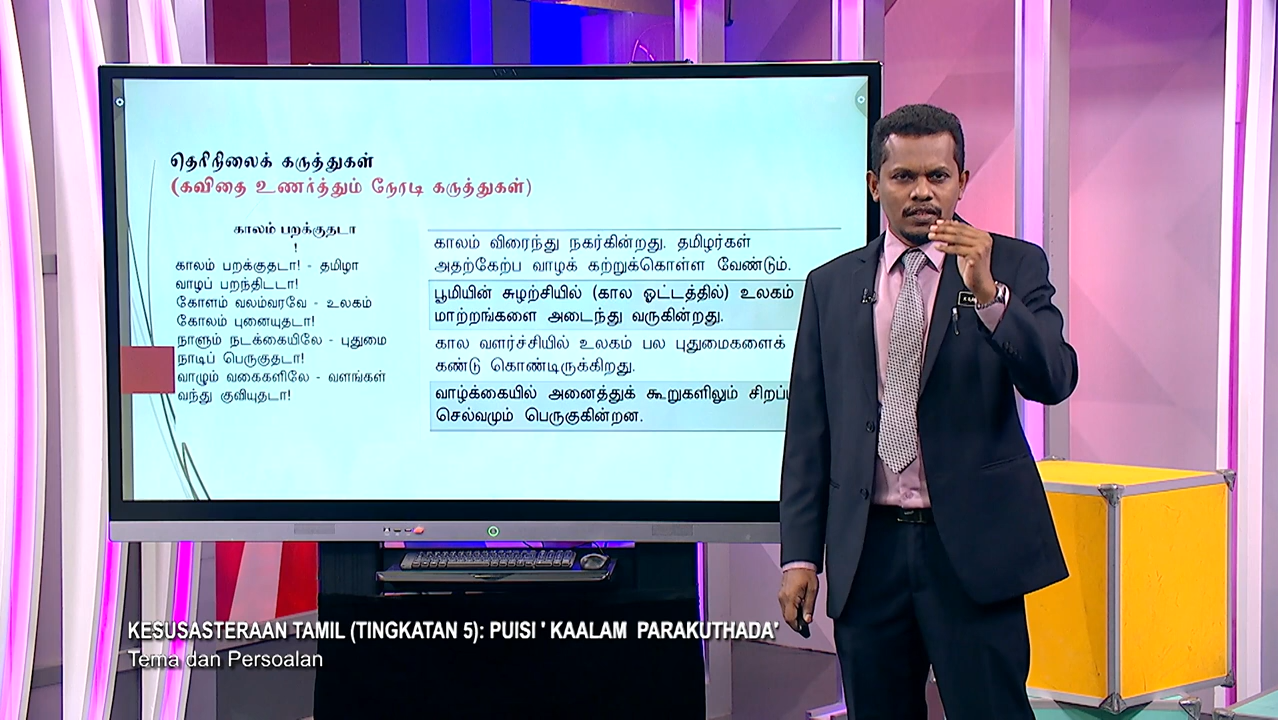 தெரிநிலைக் கருத்துகள்
(கவிதை உணர்த்தும் நேரடி கருத்துகள்)
காலம் பறக்குதடா
!
காலம் பறக்குதடா! - தமிழா
வாழப் பறந்திடடா!
கோளம் வலம்வரவே - உலகம்
கோலம் புனையுதடா!
நாளும் நடக்கையிலே - புதுமை
நாடிப் பெருகுதடா!
வாழும் வகைகளிலே - வளங்கள்
வந்து குவியுதடா!
காலம் விரைந்து நகர்கின்றது. தமிழர்கள்
அதற்கேற்ப வாழக் கற்றுக்கொள்ள வேண்டும்.
பூமியின் சுழற்சியில் (கால ஓட்டத்தில்) உலகம்
மாற்றங்களை அடைந்து வருகின்றது.
கால வளர்ச்சியில் உலகம் பல புதுமைகளைக்
கண்டு கொண்டிருக்கிறது.
வாழ்க்கையில் அனைத்துக் கூறுகளிலும்
செல்வமும் பெருகுகின்றன.
KESUSASTERAAN TAMIL (TINGKATAN 5): PUISI ' KAALAM PARAKUTHADA'
Tema dan Persoalan